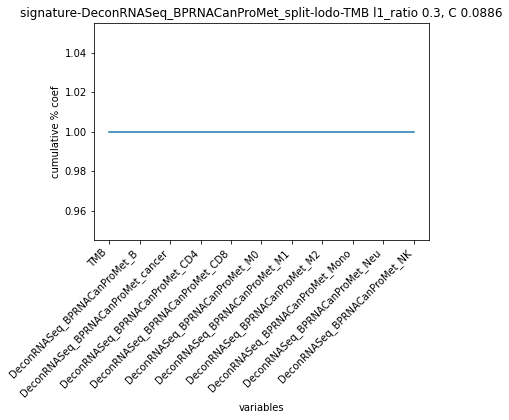 signature-DeconRNASeq_BPRNACanProMet_split-lodo-TMB l1_ratio 0.3, C 0.0886
cumulative % coef
1.04
1.02
1.00
0.98
0.96
TMB
DeconRNASeq_BPRNACanProMet_B
DeconRNASeq_BPRNACanProMet_cancer
DeconRNASeq_BPRNACanProMet_CD4
DeconRNASeq_BPRNACanProMet_CD8
DeconRNASeq_BPRNACanProMet_M0
DeconRNASeq_BPRNACanProMet_M1
DeconRNASeq_BPRNACanProMet_M2
DeconRNASeq_BPRNACanProMet_Mono
DeconRNASeq_BPRNACanProMet_Neu
DeconRNASeq_BPRNACanProMet_NK
variables